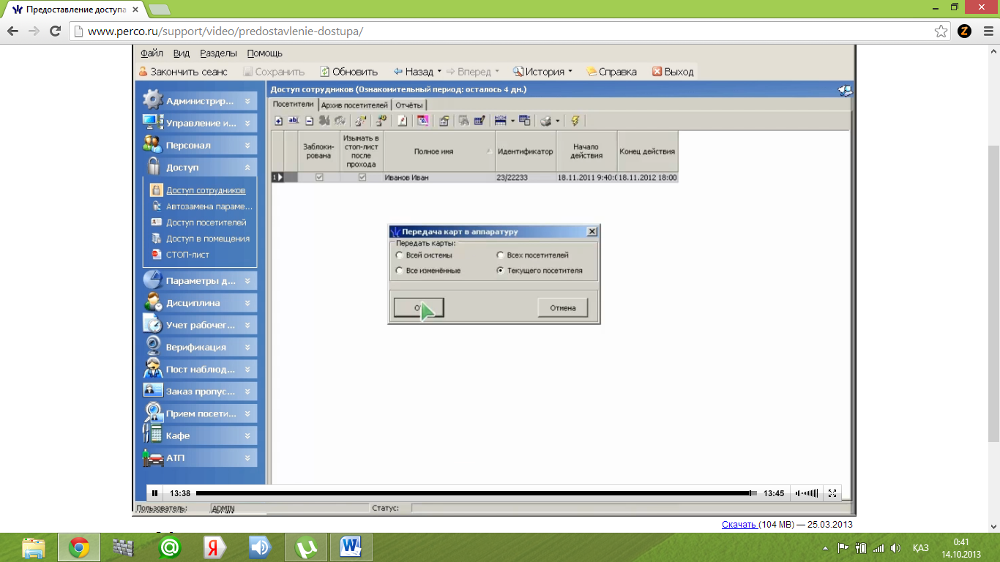 Предоставление доступа
www.perco.ru/support/video/predostavlenie-dostupa/
Файл Вид Разделы Помощь
Закончить сеанс Сохранить Обновить Назад Вперед История Справка Выход
Доступ сотрудников (Ознакомительный период: осталось 4 дн.)
Посетители Архив посетителей Отчёты
Заблоки-
рована
Изымать в
стоп-лист
после
прохода
Полное имя
Идентификатор
Начало
действия
Конец действия
1 Иванов Иван 23/22233 18.11.2011 9:40:( 18.11.2012 18:00
Администрир...
Управление и...
Персонал
Доступ
Доступ сотрудников
Автозамена параме...
Доступ посетителей
Доступ в помещения
СТОП-лист
Параметры д...
Дисциплина
Учет рабочег...
Верификация
Пост наблюд...
Заказ пропус...
Прием посети...
Кафе
АТП
Передача карт в аппаратуру
Передать карты:
Всей системы Всех посетителей
Все изменённые Текущего посетителя
Отмена
13:38 13:45
Пользователь: ADMIN Статус:
Скачать (104 MB) — 25.03.2013
ҚАЗ
0:41
14.10.2013